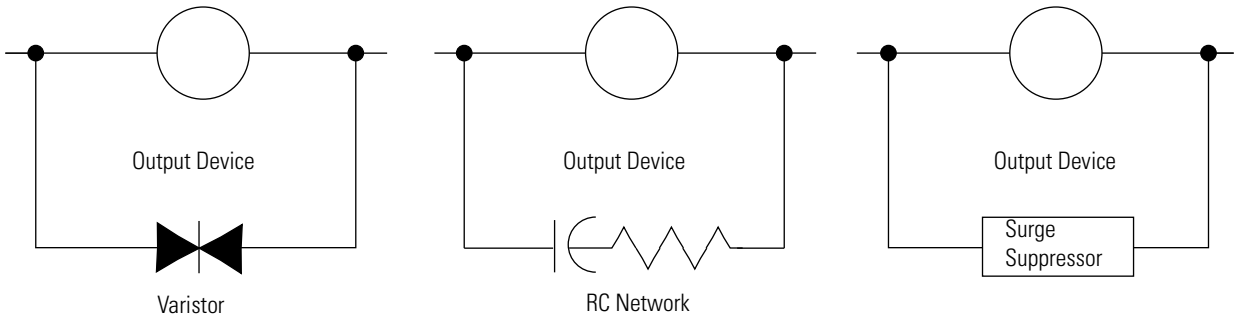 Output Device
Output Device
Output Device
Surge
Suppressor
Varistor
RC Network